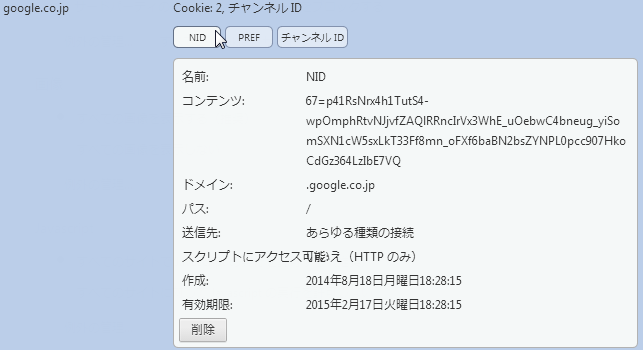 google.co.jp
Cookie: 2, チャンネル ID
NID
PREF
チャンネル ID
名前: NID
コンテンツ: 67=p41RsNrx4h1TutS4-
wpOmphRtvNJjvfZAQlRRncIrVx3WhE_uOebwC4bneug_yiSo
mSXN1cW5sxLkT33Ff8mn_oFXf6baBN2bsZYNPL0pcc907Hko
CdGz364LzIbE7VQ
ドメイン: .google.co.jp
パス: /
送信先: あらゆる種類の接続
スクリプトにアクセス可能: いいえ（HTTP のみ）
作成: 2014年8月18日月曜日18:28:15
有効期限: 2015年2月17日火曜日18:28:15
削除